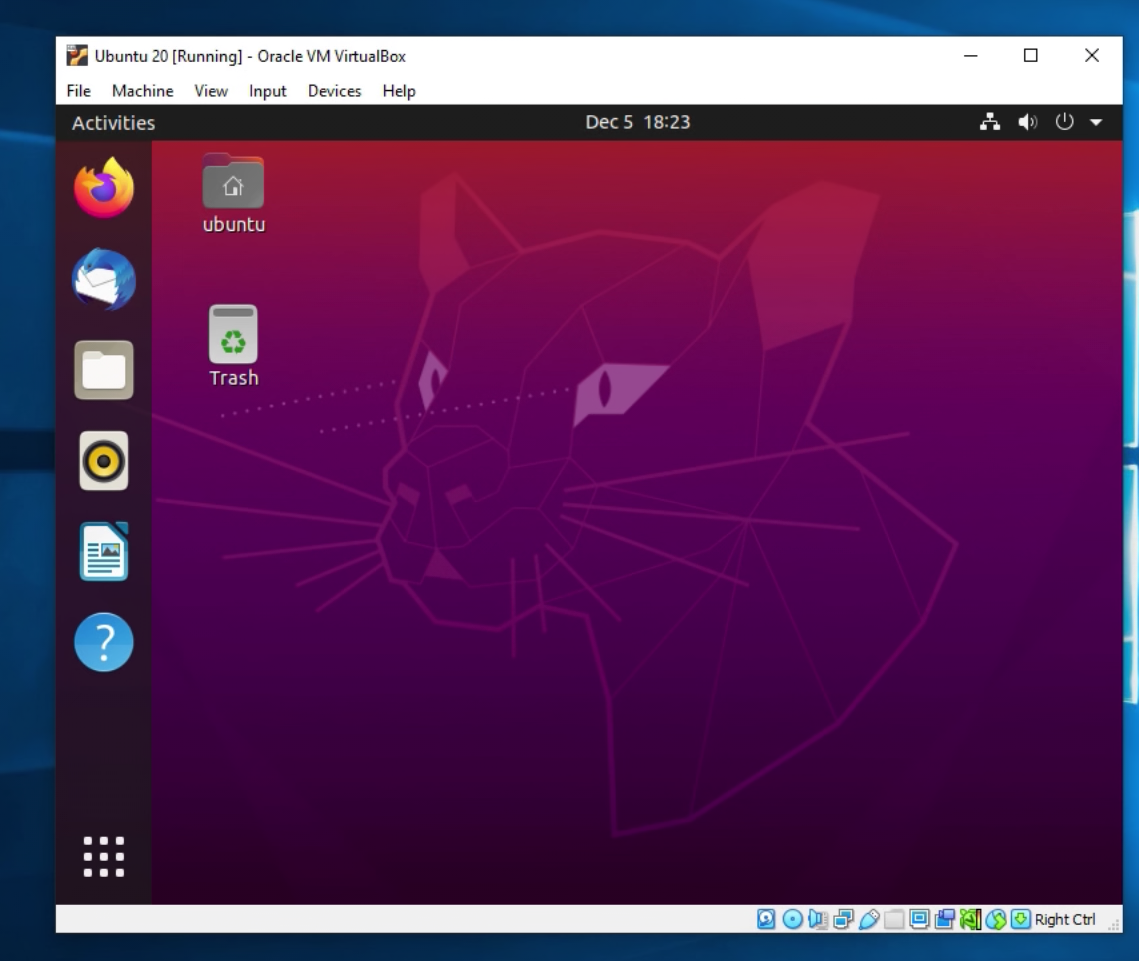 Ubuntu 20 [Running] - Oracle VM VirtualBox
File Machine View Input Devices Help
Activities Dec 5 18:23
ubuntu
Trash
?
Right Ctrl